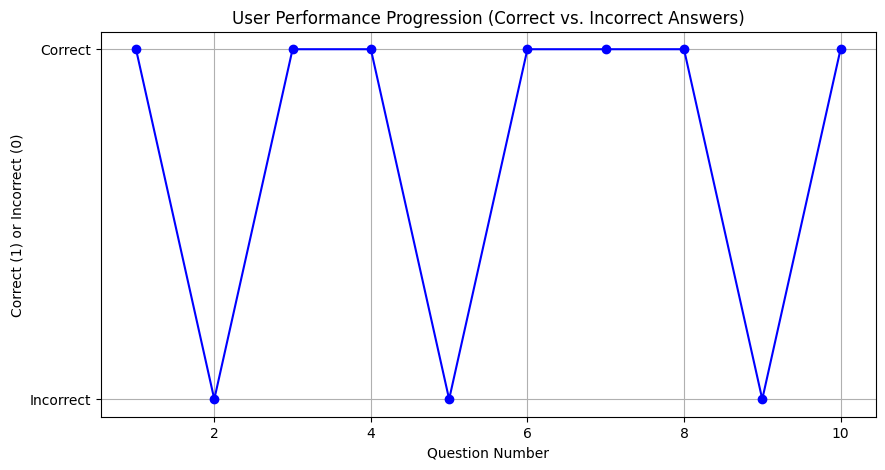 User Performance Progression (Correct vs. Incorrect Answers)
Correct
Correct (1) or Incorrect (0)
Incorrect
2 4 6 8 10
Question Number